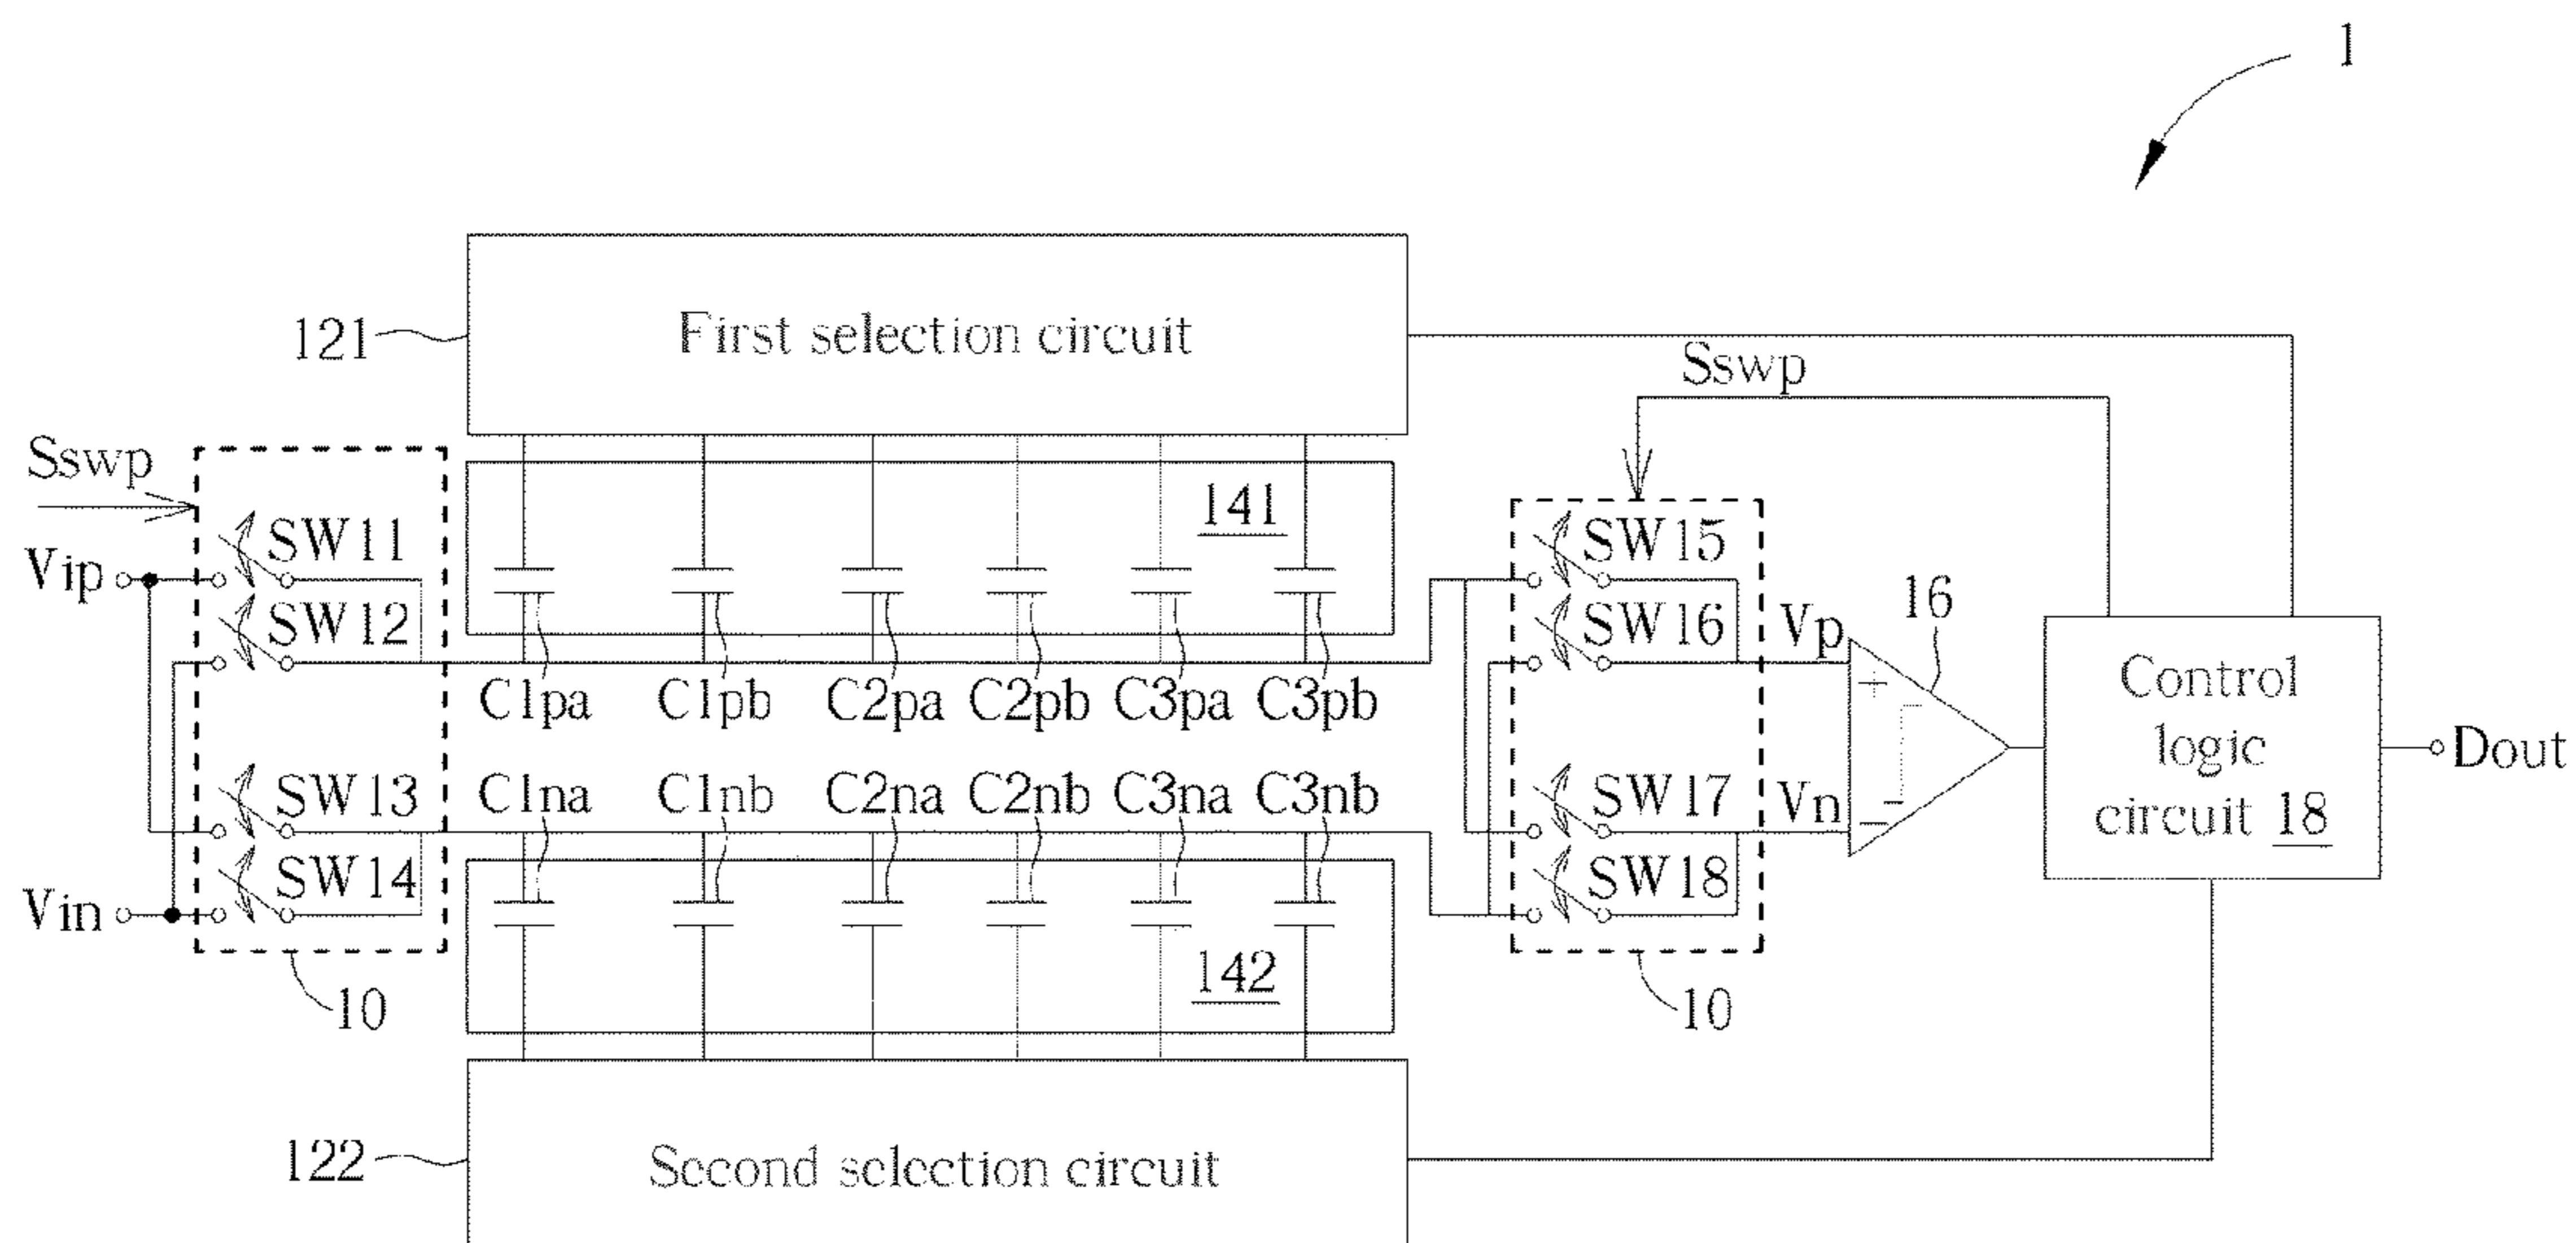 1
First selection circuit
121
Sswp
Sswp
141
SW11
SW15
Vip
SW12
SW16
Vp
16
+
C1pa C1pb C2pa C2pb C3pa C3pb
Control
logic
circuit 18
Dout
SW13
C1na C1nb C2na C2nb C3na C3nb
SW17
Vn
−
SW14
SW18
Vin
142
10
10
122
Second selection circuit